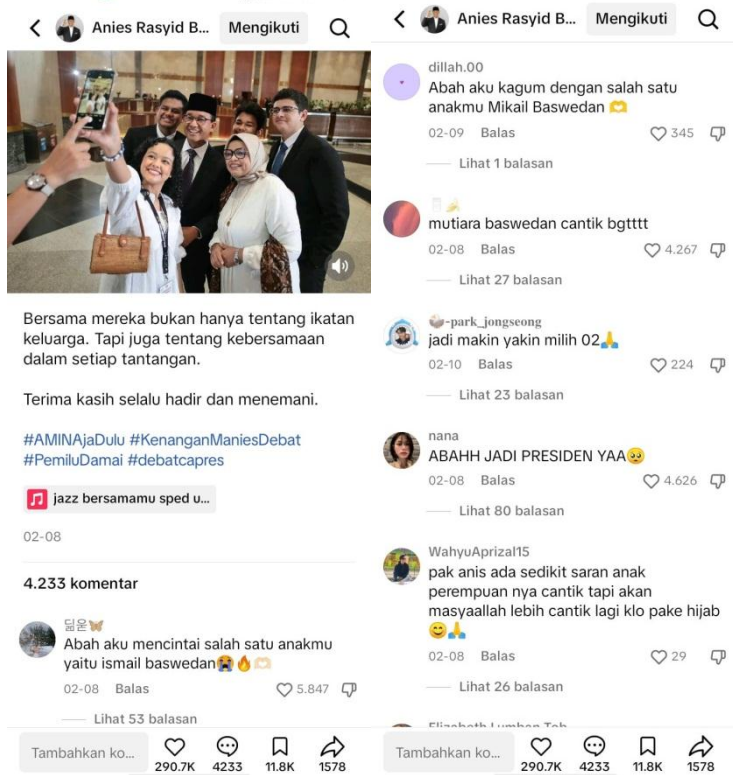 Anies Rasyid B...
Mengikuti
Bersama mereka bukan hanya tentang ikatan
keluarga. Tapi juga tentang kebersamaan
dalam setiap tantangan.
Terima kasih selalu hadir dan menemani.
#AMINAjaDulu #KenanganManiesDebat
#PemiluDamai #debatcapres
jazz bersamamu sped u...
02-08
4.233 komentar
Abah aku mencintai salah satu anakmu
yaitu ismail baswedan😭🔥🫶🏻
02-08 Balas 5.847
Lihat 53 balasan
Tambahkan ko...
290.7K 4233 11.8K 1578
Anies Rasyid B...
Mengikuti
dillah.00
Abah aku kagum dengan salah satu
anakmu Mikail Baswedan 🫶
02-09 Balas 345
Lihat 1 balasan
mutiara baswedan cantik bgtttt
02-08 Balas 4.267
Lihat 27 balasan
-park_jongseong
jadi makin yakin milih 02🙏
02-10 Balas 224
Lihat 23 balasan
nana
ABAHH JADI PRESIDEN YAA🥺
02-08 Balas 4.626
Lihat 80 balasan
WahyuAprizal15
pak anis ada sedikit saran anak
perempuan nya cantik tapi akan
masyaallah lebih cantik lagi klo pake hijab
😊🙏
02-08 Balas 29
Lihat 26 balasan
Tambahkan ko...
290.7K 4233 11.8K 1578